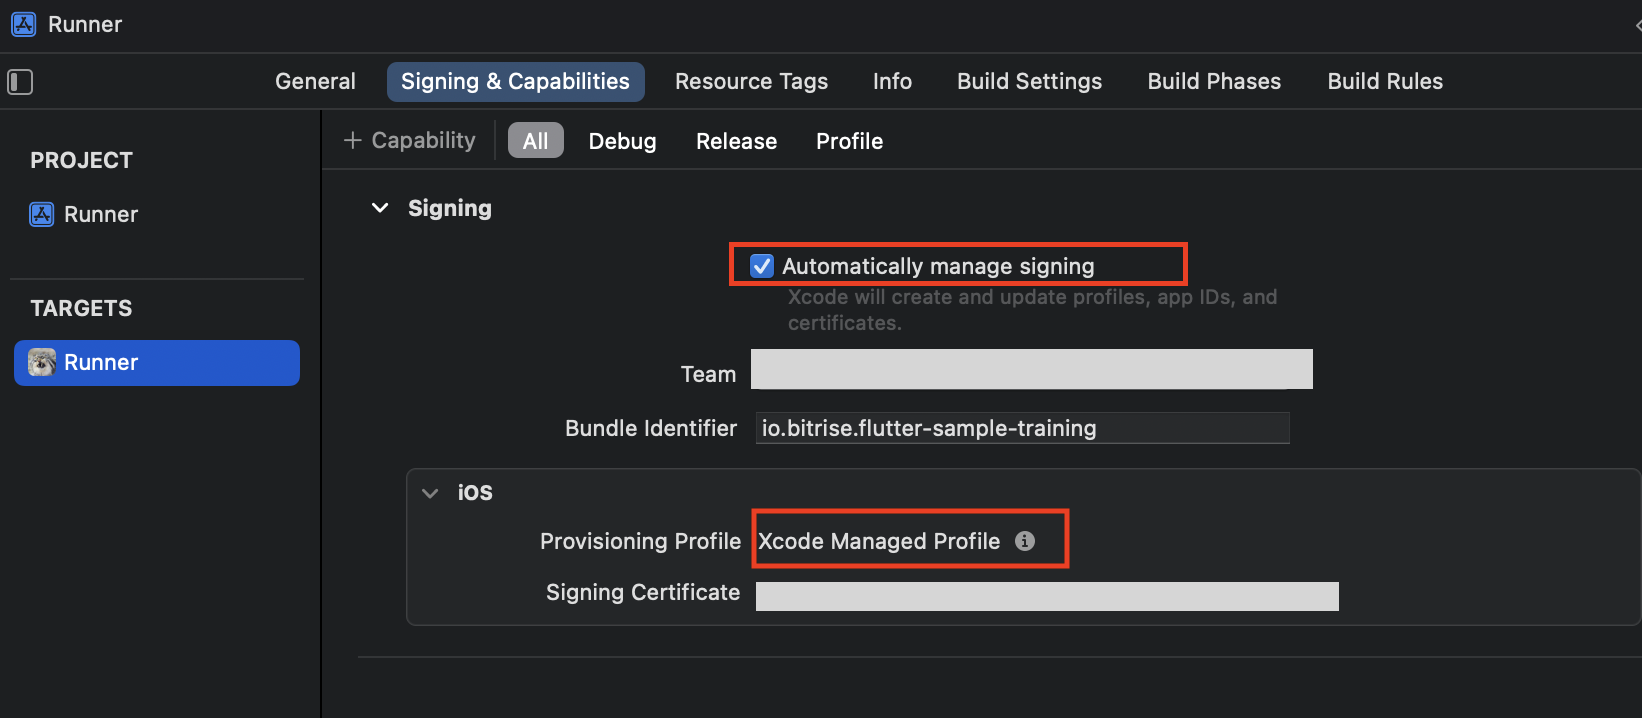 Runner
General Signing & Capabilities Resource Tags Info Build Settings Build Phases Build Rules
PROJECT
Runner
TARGETS
Runner
+ Capability All Debug Release Profile
Signing
Automatically manage signing
Xcode will create and update profiles, app IDs, and
certificates.
Team
Bundle Identifier io.bitrise.flutter-sample-training
iOS
Provisioning Profile Xcode Managed Profile
Signing Certificate